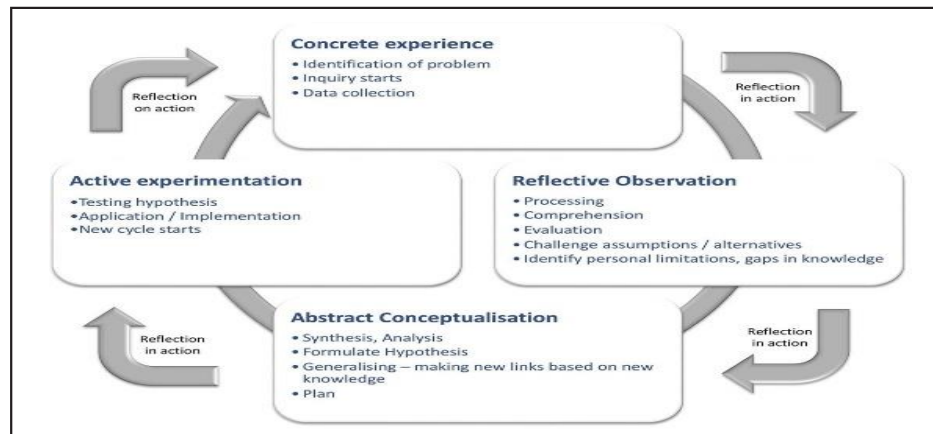 Concrete experience
• Identification of problem
• Inquiry starts
• Data collection
Reflection
on action
Reflection
in action
Active experimentation
•Testing hypothesis
•Application / Implementation
•New cycle starts
Reflective Observation
•Processing
•Comprehension
•Evaluation
•Challenge assumptions / alternatives
•Identify personal limitations, gaps in knowledge
Abstract Conceptualisation
• Synthesis, Analysis
• Formulate Hypothesis
• Generalising – making new links based on new
knowledge
• Plan
Reflection
in action
Reflection
in action